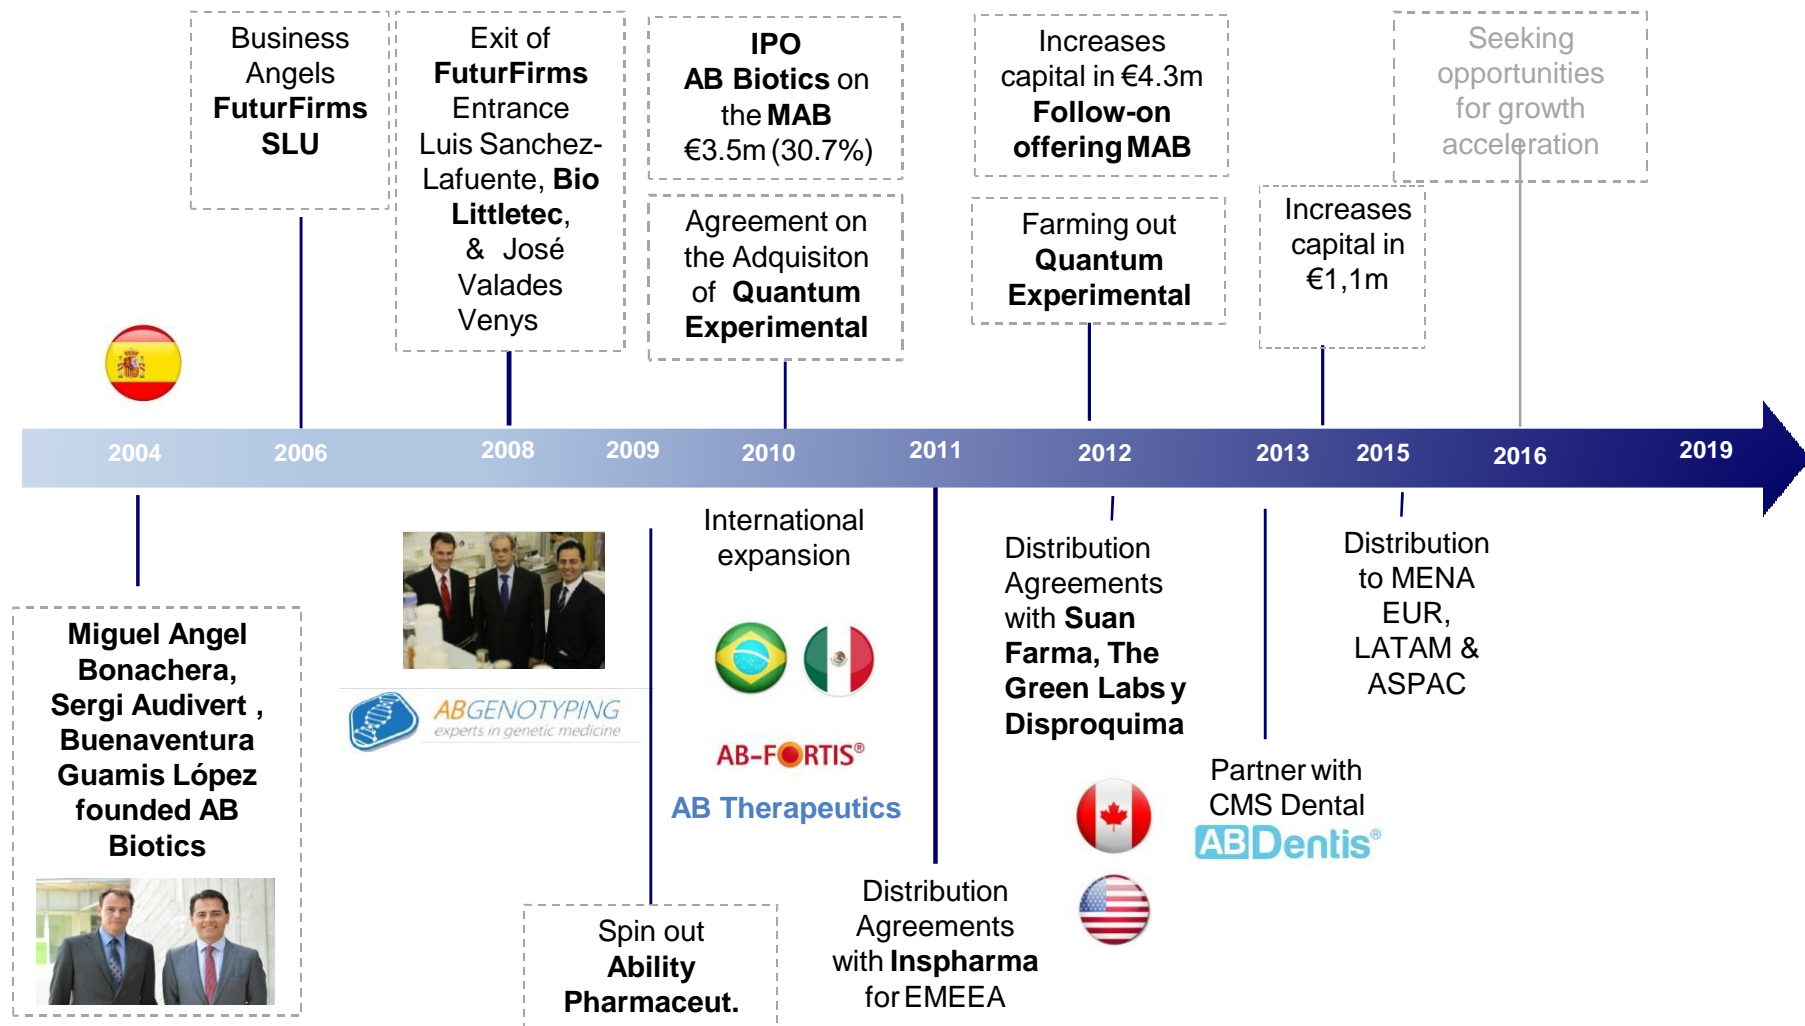 Business
Angels
FuturFirms
SLU
Exit of
FuturFirms
Entrance
Luis Sanchez-
Lafuente, Bio
Littletec,
& José
Valades
Venys
IPO
AB Biotics on
the MAB
€3.5m (30.7%)
Agreement on
the Adquisiton
of Quantum
Experimental
Increases
capital in €4.3m
Follow-on
offering MAB
Farming out
Quantum
Experimental
Increases
capital in
€1,1m
Seeking
opportunities
for growth
acceleration
2004
2006
2008
2009
2010
2011
2012
2013
2015
2016
2019
Miguel Angel
Bonachera,
Sergi Audivert ,
Buenaventura
Guamis López
founded AB
Biotics
ABGENOTYPING
experts in genetic medicine
Spin out
Ability
Pharmaceut.
International
expansion
AB-FORTIS®
AB Therapeutics
Distribution
Agreements
with Inspharma
for EMEEA
Distribution
Agreements
with Suan
Farma, The
Green Labs y
Disproquima
Partner with
CMS Dental
ABDentis®
Distribution
to MENA
EUR,
LATAM &
ASPAC